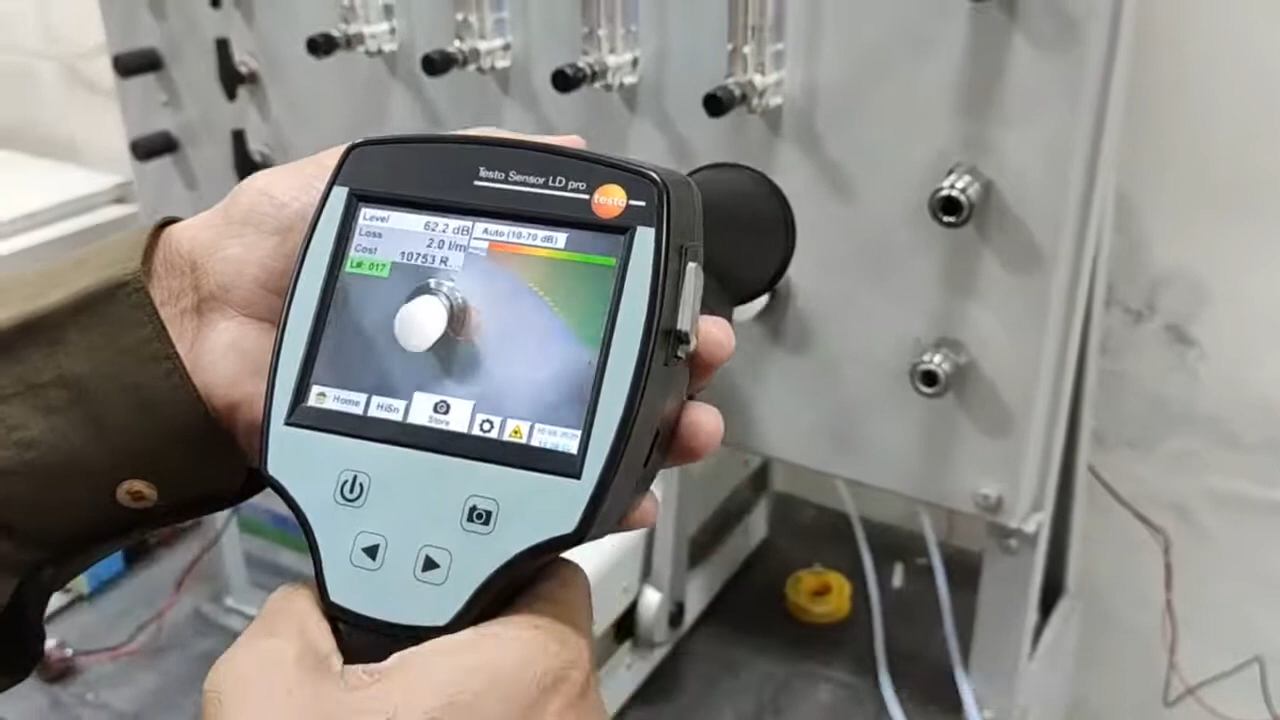 Testo Sensor LD pro
testo
Level 62.2 dB
Auto (10-70 dB)
Loss 2.0 l/m
Cost 10753 R.
L#: 017
Home
HiSn
Store